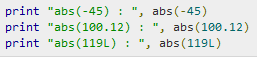 print "abs(-45) : ", abs(-45)
print "abs(100.12) : ", abs(100.12)
print "abs(119L) : ", abs(119L)